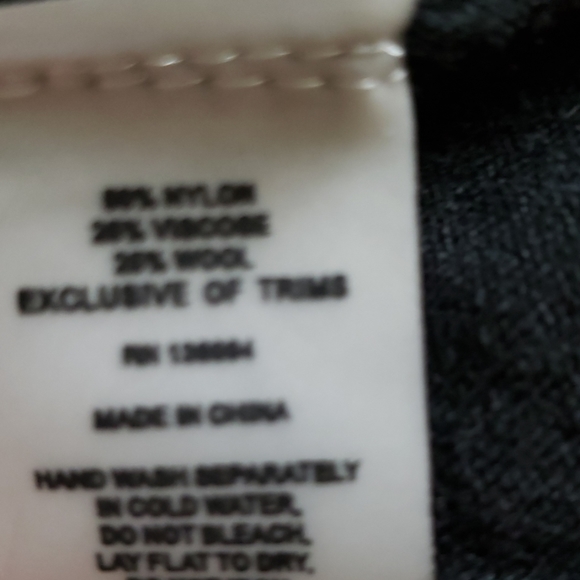 NYLON
VISCOSE
WOOL
EXCLUSIVE OF TRIMS
RN
MADE IN CHINA
HAND WASH SEPARATELY
IN COLD WATER.
DO NOT BLEACH.
LAY FLAT TO DRY.